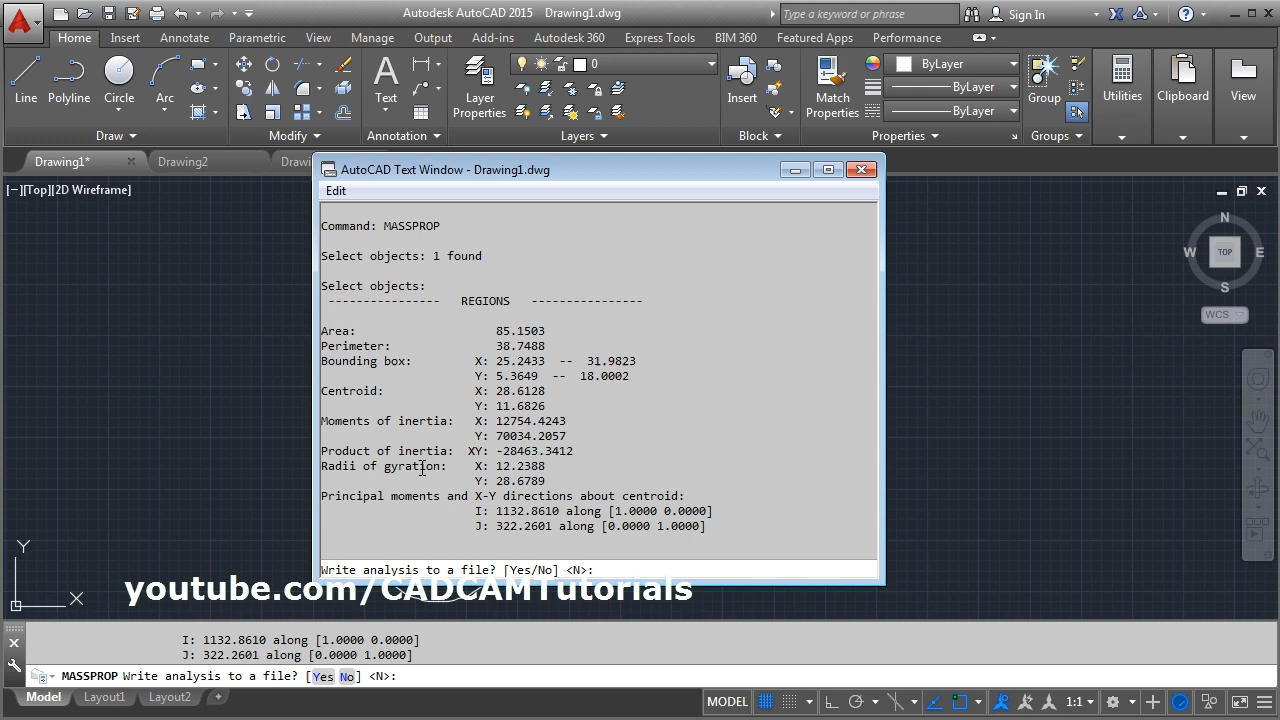 Autodesk AutoCAD 2015 Drawing1.dwg
Type a keyword or phrase
Sign In
Home Insert Annotate Parametric View Manage Output Add-ins Autodesk 360 Express Tools BIM 360 Featured Apps Performance
Line Polyline Circle Arc
Text
Layer Properties
0
Insert
Match Properties
ByLayer
ByLayer
ByLayer
Group
Utilities
Clipboard
View
Draw Modify Annotation Layers Block Properties Groups
Drawing1* Drawing2
[−][Top][2D Wireframe]
AutoCAD Text Window - Drawing1.dwg
Edit
Command: MASSPROP
Select objects: 1 found
Select objects:
---------------- REGIONS ----------------
Area: 85.1503
Perimeter: 38.7488
Bounding box: X: 25.2433 -- 31.9823
Y: 5.3649 -- 18.0002
Centroid: X: 28.6128
Y: 11.6826
Moments of inertia: X: 12754.4243
Y: 70034.2057
Product of inertia: XY: -28463.3412
Radii of gyration: X: 12.2388
Y: 28.6789
Principal moments and X-Y directions about centroid:
I: 1132.8610 along [1.0000 0.0000]
J: 322.2601 along [0.0000 1.0000]
Write analysis to a file? [Yes/No] <N>:
N
W TOP E
S
WCS
Y
X
youtube.com/CADCAMTutorials
I: 1132.8610 along [1.0000 0.0000]
J: 322.2601 along [0.0000 1.0000]
MASSPROP Write analysis to a file? [Yes No] <N>:
Model Layout1 Layout2 +
MODEL 1:1